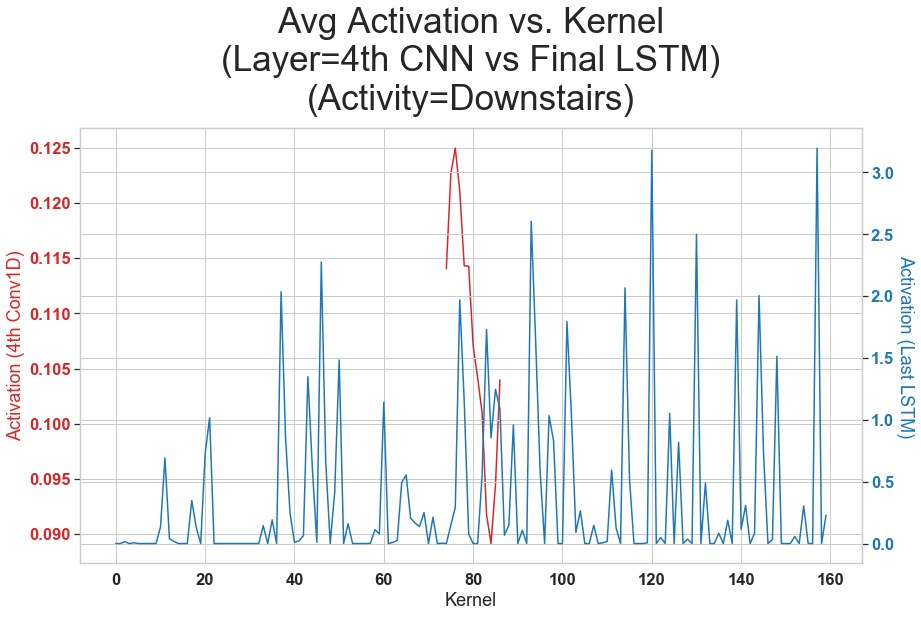 Avg Activation vs. Kernel
(Layer=4th CNN vs Final LSTM)
(Activity=Downstairs)
Activation (4th Conv1D)
0.125
0.120
0.115
0.110
0.105
0.100
0.095
0.090
3.0
2.5
2.0
1.5
1.0
0.5
0.0
Activation (Last LSTM)
0 20 40 60 80 100 120 140 160
Kernel